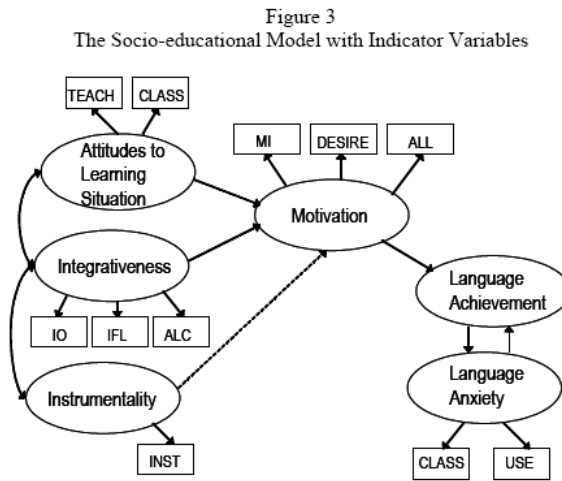 Figure 3
The Socio-educational Model with Indicator Variables
TEACH
CLASS
Attitudes to
Learning
Situation
MI
DESIRE
ALL
Motivation
Integrativeness
IO
IFL
ALC
Language
Achievement
Instrumentality
INST
Language
Anxiety
CLASS
USE